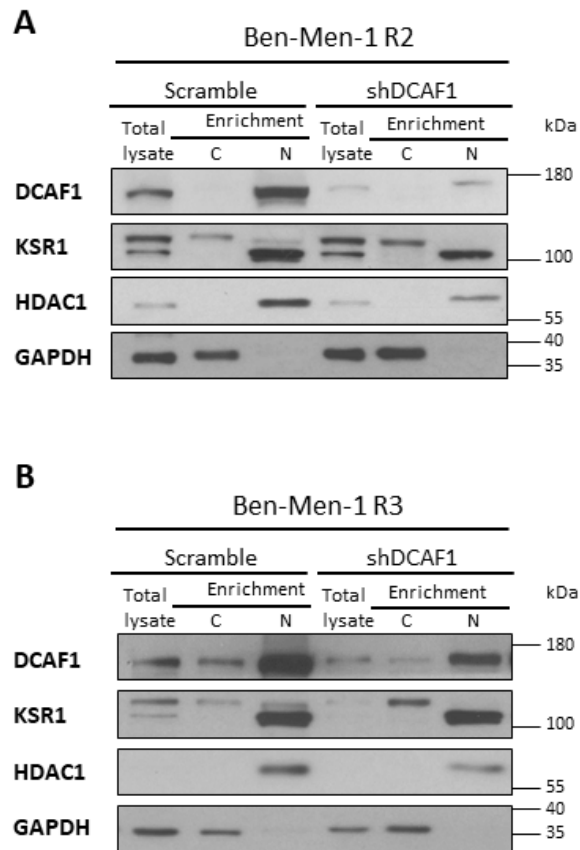 A
Ben-Men-1 R2
Scramble shDCAF1
Total lysate Enrichment Total lysate Enrichment kDa
C N C N
DCAF1 180
KSR1 100
HDAC1 55
GAPDH 40
35
B
Ben-Men-1 R3
Scramble shDCAF1
Total lysate Enrichment Total lysate Enrichment kDa
C N C N
DCAF1 180
KSR1 100
HDAC1 55
GAPDH 40
35